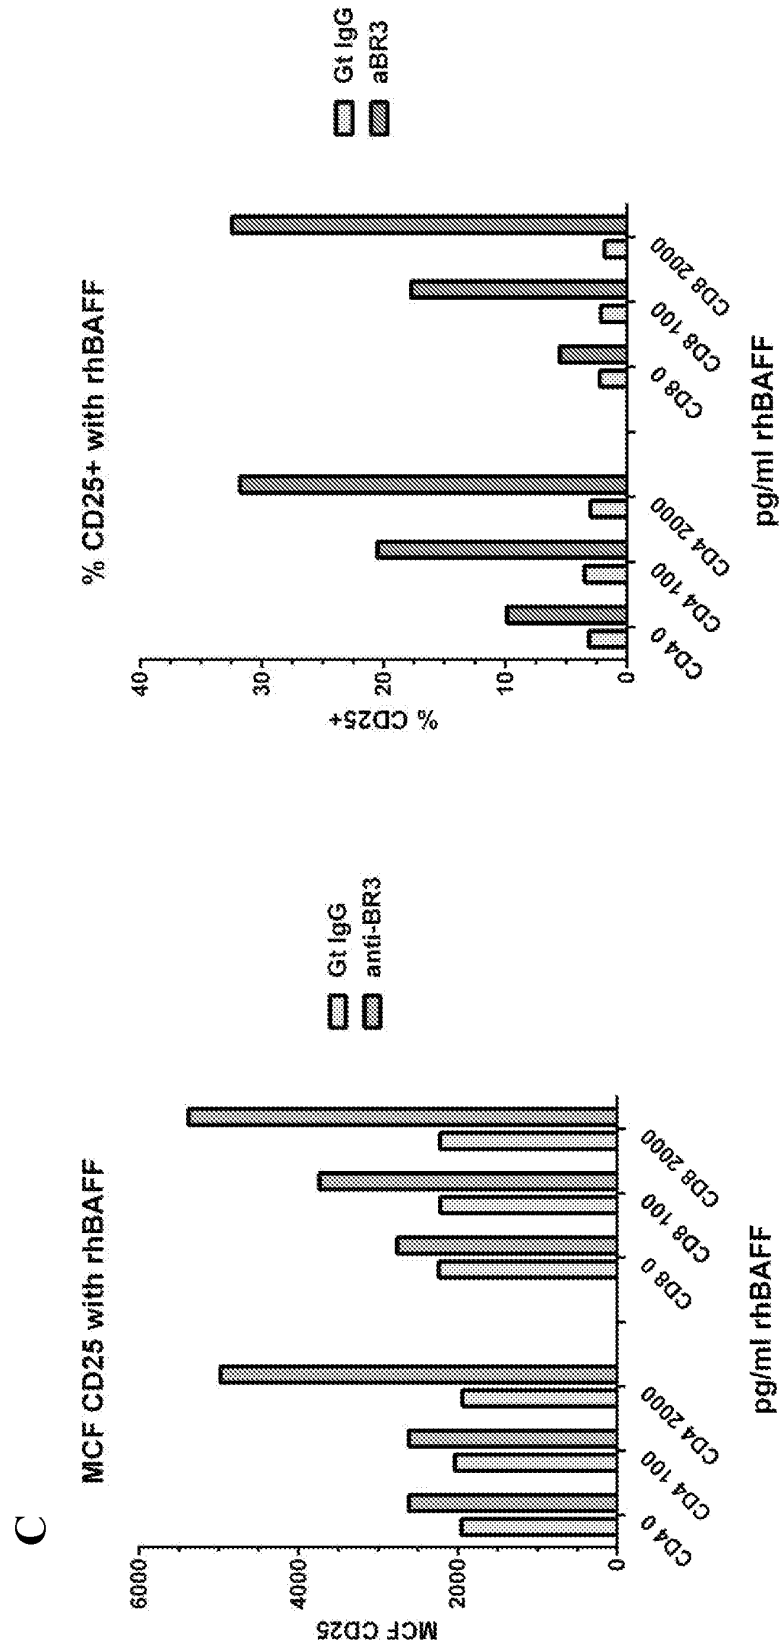 C
MCF CD25 with rhBAFF
MCF CD25
6000
4000
2000
0
CD4 0
CD4 100
CD4 2000
CD8 0
CD8 100
CD8 2000
pg/ml rhBAFF
Gt IgG
anti-BR3
% CD25+ with rhBAFF
% CD25+
40
30
20
10
0
CD4 0
CD4 100
CD4 2000
CD8 0
CD8 100
CD8 2000
pg/ml rhBAFF
Gt IgG
aBR3